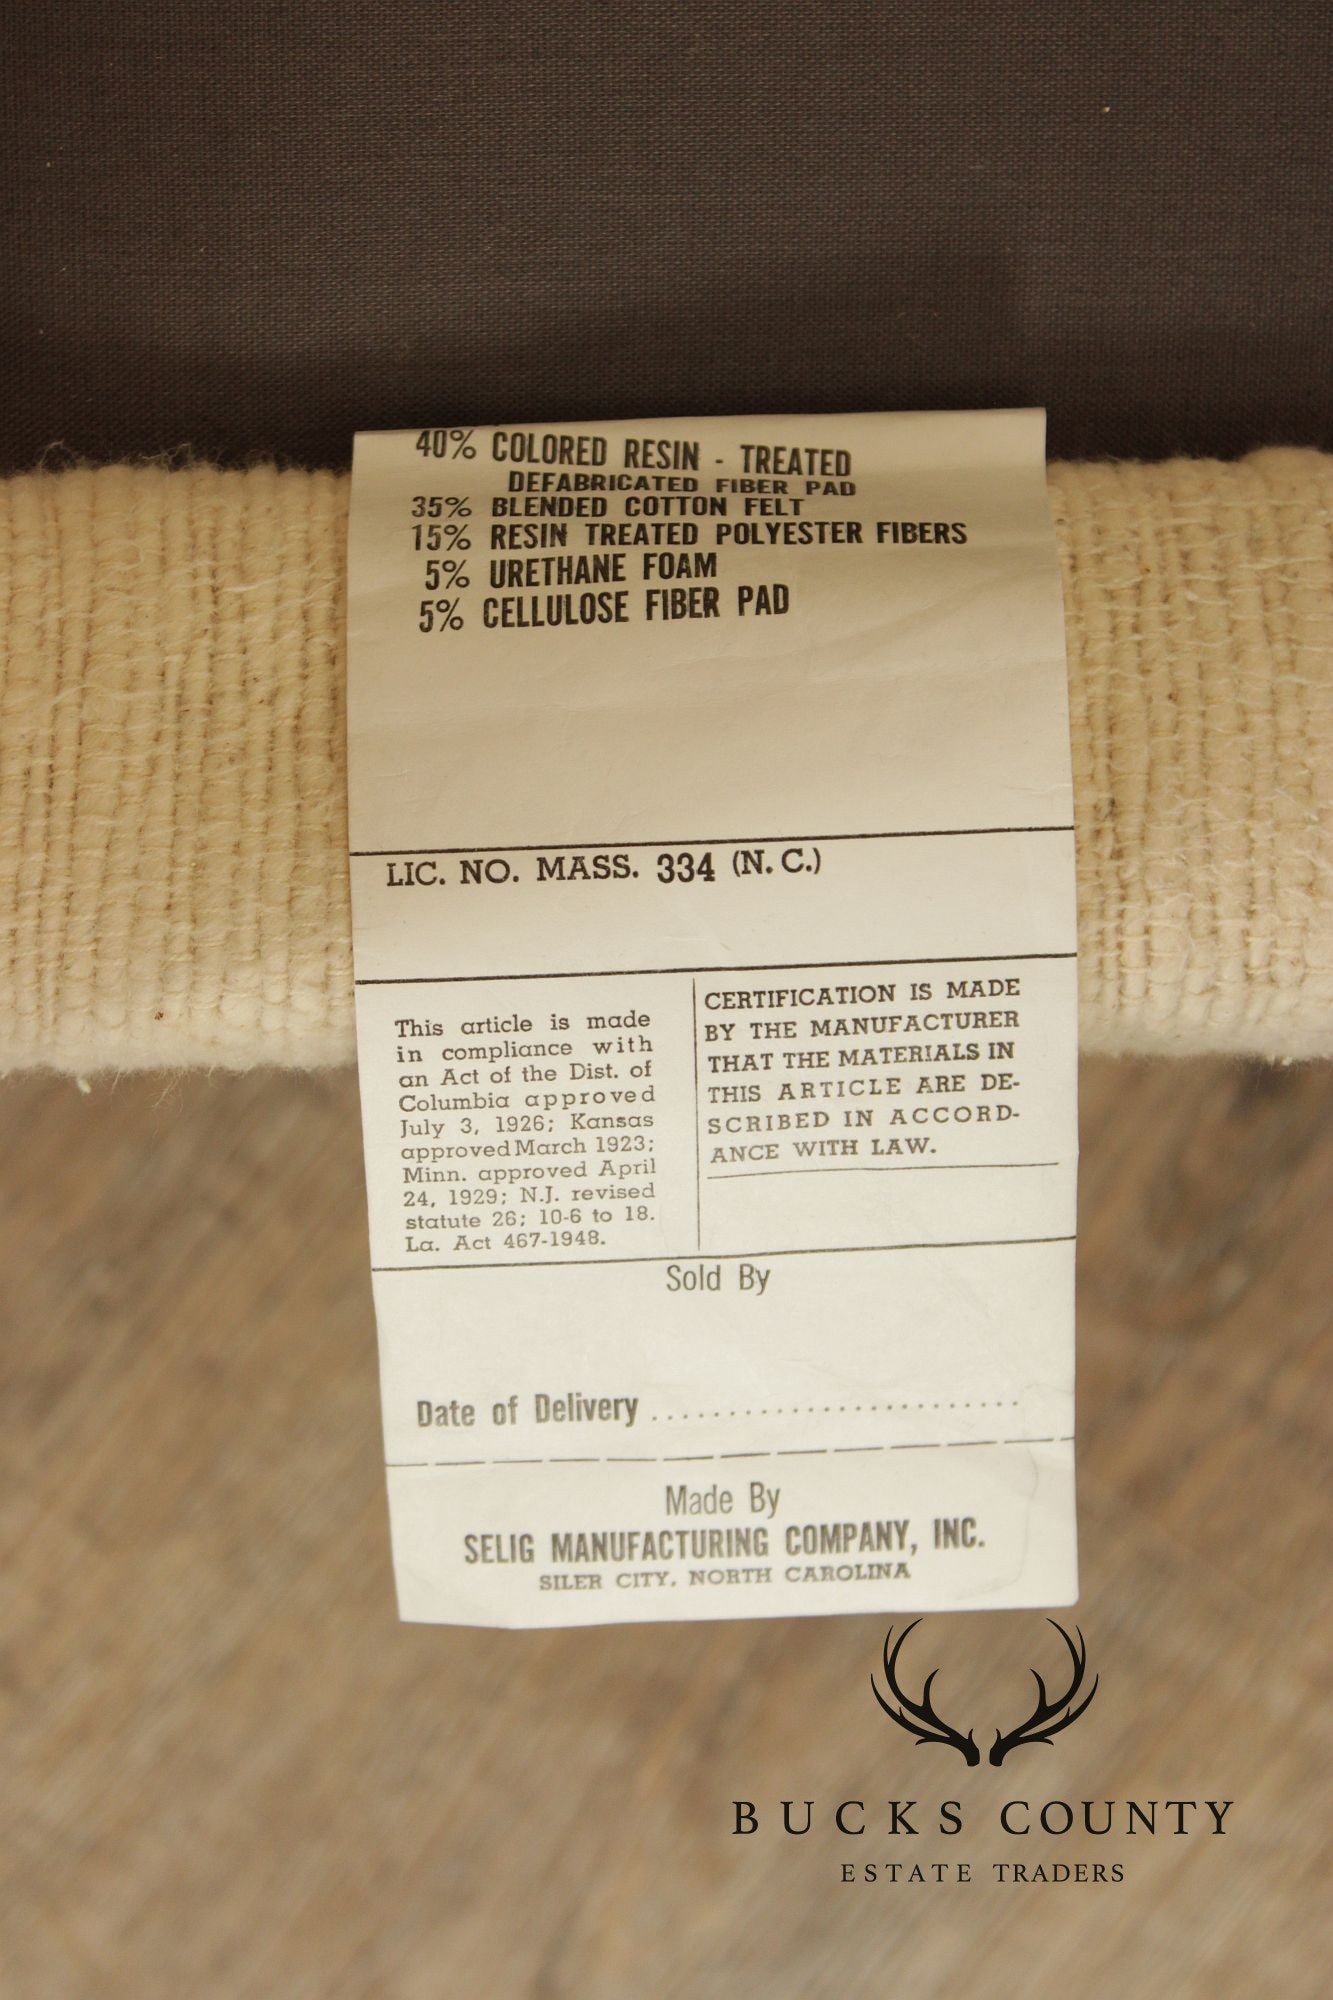 40% COLORED RESIN - TREATED
DEFABRICATED FIBER PAD
35% BLENDED COTTON FELT
15% RESIN TREATED POLYESTER FIBERS
5% URETHANE FOAM
5% CELLULOSE FIBER PAD
LIC. NO. MASS. 334 (N. C.)
This article is made
in compliance with
an Act of the Dist. of
Columbia approved
July 3, 1926; Kansas
approved March 1923;
Minn. approved April
24, 1929; N.J. revised
statute 26; 10-6 to 18.
La. Act 467-1948.
CERTIFICATION IS MADE
BY THE MANUFACTURER
THAT THE MATERIALS IN
THIS ARTICLE ARE DE-
SCRIBED IN ACCORD-
ANCE WITH LAW.
Sold By
Date of Delivery ..........................
Made By
SELIG MANUFACTURING COMPANY, INC.
SILER CITY, NORTH CAROLINA
BUCKS COUNTY
ESTATE TRADERS